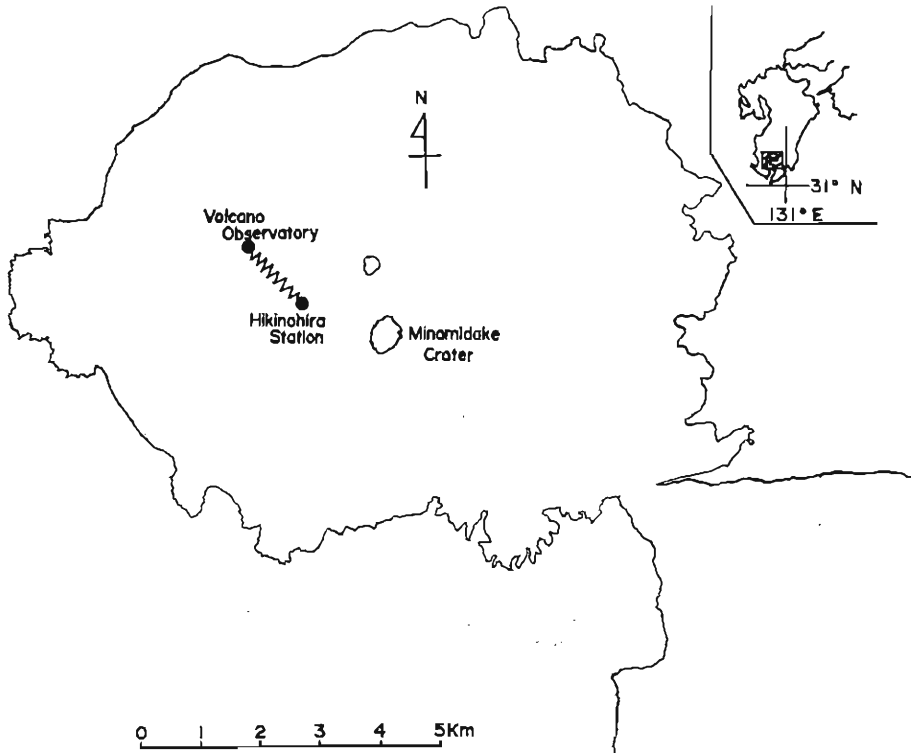 N
31° N
131° E
Volcano
Observatory
Hikinohira
Station
Minamidake
Crater
0 1 2 3 4 5Km